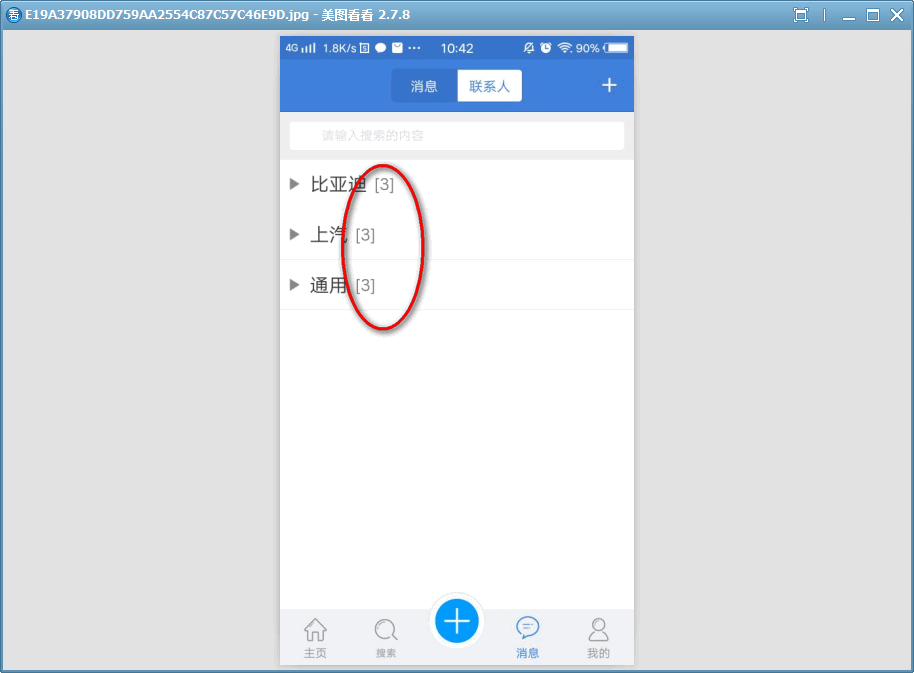 E19A37908DD759AA2554C87C57C46E9D.jpg - 美图看看 2.7.8
4G 1.8K/s 10:42 90%
消息 联系人
请输入搜索的内容
比亚迪 [3]
上汽 [3]
通用 [3]
主页 搜索 消息 我的